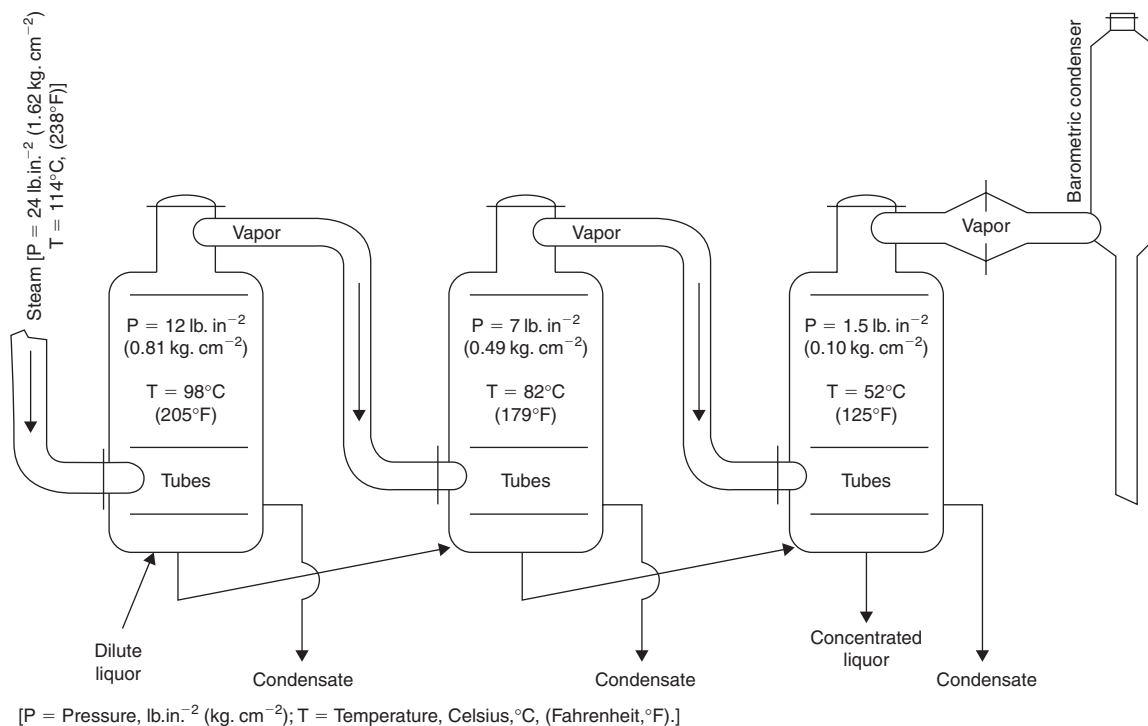 Steam [P = 24 lb.in.⁻² (1.62 kg. cm⁻²)
T = 114°C, (238°F)]
Barometric condenser
Vapor
Vapor
Vapor
P = 12 lb. in⁻²
(0.81 kg. cm⁻²)
T = 98°C
(205°F)
Tubes
P = 7 lb. in⁻²
(0.49 kg. cm⁻²)
T = 82°C
(179°F)
Tubes
P = 1.5 lb. in⁻²
(0.10 kg. cm⁻²)
T = 52°C
(125°F)
Tubes
Dilute
liquor
Condensate
Condensate
Concentrated
liquor
Condensate
[P = Pressure, lb.in.⁻² (kg. cm⁻²); T = Temperature, Celsius,°C, (Fahrenheit,°F).]